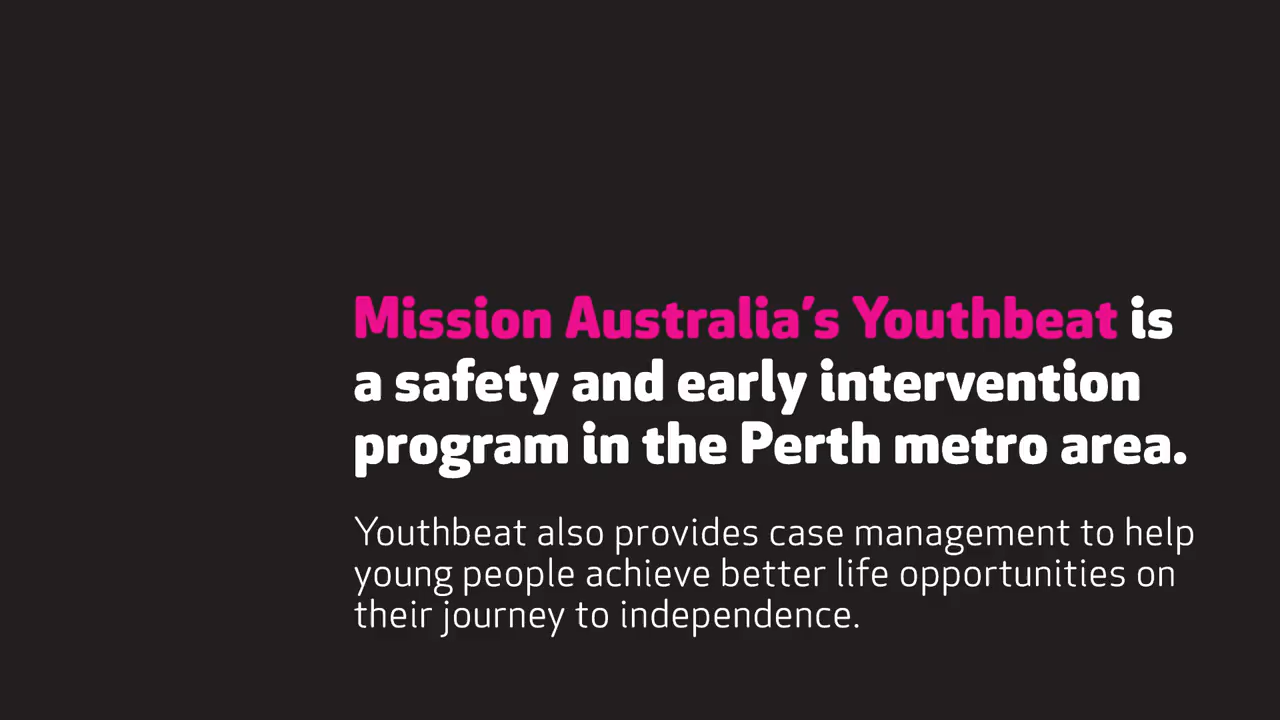 Mission Australia’s Youthbeat is
a safety and early intervention
program in the Perth metro area.
Youthbeat also provides case management to help
young people achieve better life opportunities on
their journey to independence.